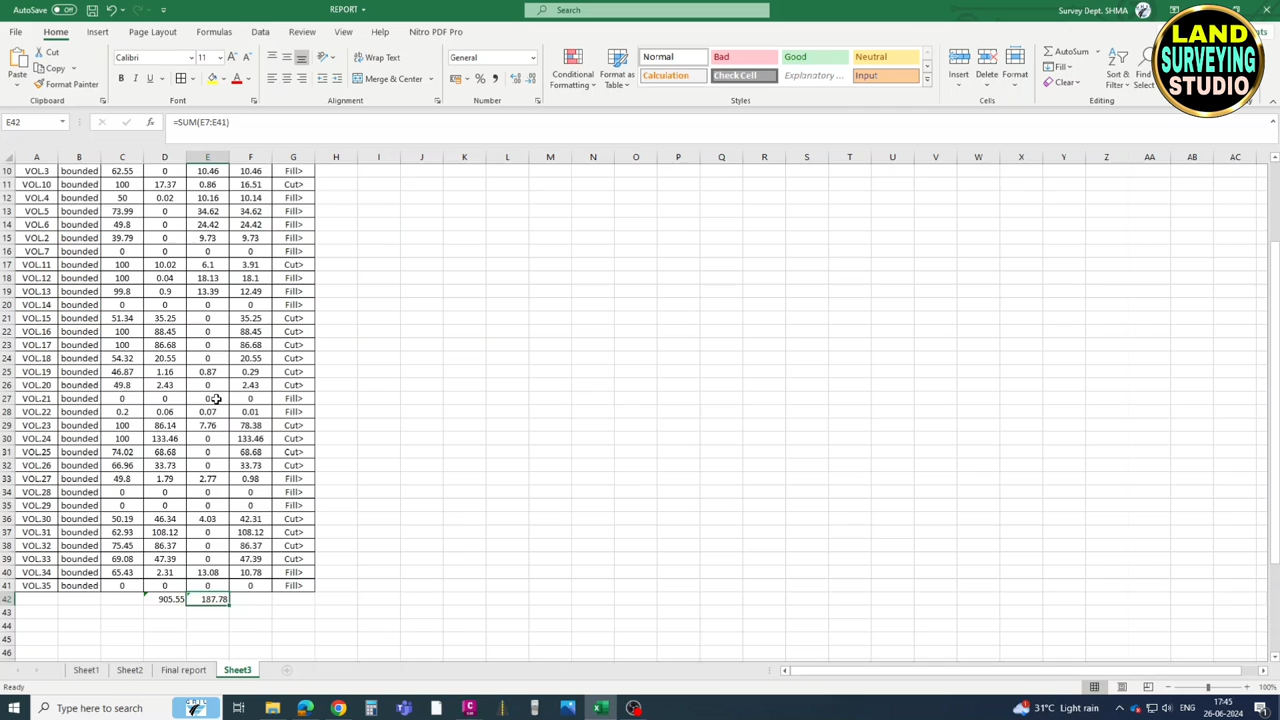 AutoSave Off
REPORT
Search
Survey Dept. SHMA
File Home Insert Page Layout Formulas Data Review View Help Nitro PDF Pro
LAND
SURVEYING
STUDIO
Paste
Cut
Copy
Format Painter
Clipboard
Calibri 11
B I U
Font
Wrap Text
Merge & Center
Alignment
General
Number
Conditional
Formatting
Format as
Table
Normal Bad Good Neutral
Calculation Check Cell Explanatory ... Input
Styles
Insert Delete Format
Cells
AutoSum
Fill
Clear
Sort &
Filter
Find
Select
Editing
E42 fx =SUM(E7:E41)
A B C D E F G H I J K L M N O P Q R S T U V W X Y Z AA AB AC
10 VOL.3 bounded 62.55 0 10.46 10.46 Fill>
11 VOL.10 bounded 100 17.37 0.86 16.51 Cut>
12 VOL.4 bounded 50 0.02 10.16 10.14 Fill>
13 VOL.5 bounded 73.99 0 34.62 34.62 Fill>
14 VOL.6 bounded 49.8 0 24.42 24.42 Fill>
15 VOL.2 bounded 39.79 0 9.73 9.73 Fill>
16 VOL.7 bounded 0 0 0 0 Fill>
17 VOL.11 bounded 100 10.02 6.1 3.91 Cut>
18 VOL.12 bounded 100 0.04 18.13 18.1 Fill>
19 VOL.13 bounded 99.8 0.9 13.39 12.49 Fill>
20 VOL.14 bounded 0 0 0 0 Fill>
21 VOL.15 bounded 51.34 35.25 0 35.25 Cut>
22 VOL.16 bounded 100 88.45 0 88.45 Cut>
23 VOL.17 bounded 100 86.68 0 86.68 Cut>
24 VOL.18 bounded 54.32 20.55 0 20.55 Cut>
25 VOL.19 bounded 46.87 1.16 0.87 0.29 Cut>
26 VOL.20 bounded 49.8 2.43 0 2.43 Cut>
27 VOL.21 bounded 0 0 0 0 Fill>
28 VOL.22 bounded 0.2 0.06 0.07 0.01 Fill>
29 VOL.23 bounded 100 86.14 7.76 78.38 Cut>
30 VOL.24 bounded 100 133.46 0 133.46 Cut>
31 VOL.25 bounded 74.02 68.68 0 68.68 Cut>
32 VOL.26 bounded 66.96 33.73 0 33.73 Cut>
33 VOL.27 bounded 49.8 1.79 2.77 0.98 Fill>
34 VOL.28 bounded 0 0 0 0 Fill>
35 VOL.29 bounded 0 0 0 0 Fill>
36 VOL.30 bounded 50.19 46.34 4.03 42.31 Cut>
37 VOL.31 bounded 62.93 108.12 0 108.12 Cut>
38 VOL.32 bounded 75.45 86.37 0 86.37 Cut>
39 VOL.33 bounded 69.08 47.39 0 47.39 Cut>
40 VOL.34 bounded 65.43 2.31 13.08 10.78 Fill>
41 VOL.35 bounded 0 0 0 0 Fill>
42 905.55 187.78
43
44
45
46
Sheet1 Sheet2 Final report Sheet3
Ready
100%
Type here to search
31°C Light rain
17:45
26-06-2024